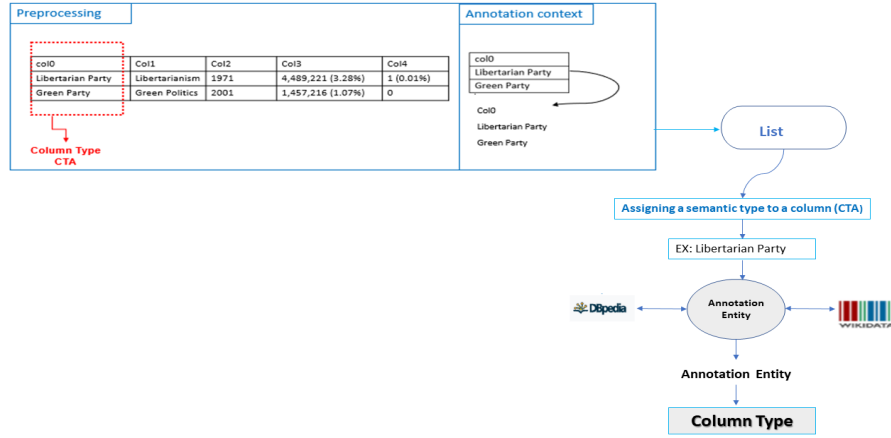 Preprocessing
col0 Col1 Col2 Col3 Col4
Libertarian Party Libertarianism 1971 4,489,221 (3.28%) 1 (0.01%)
Green Party Green Politics 2001 1,457,216 (1.07%) 0
Column Type
CTA
Annotation context
col0
Libertarian Party
Green Party
Col0
Libertarian Party
Green Party
List
Assigning a semantic type to a column (CTA)
EX: Libertarian Party
DBpedia
Annotation
Entity
WIKIDATA
Annotation Entity
Column Type